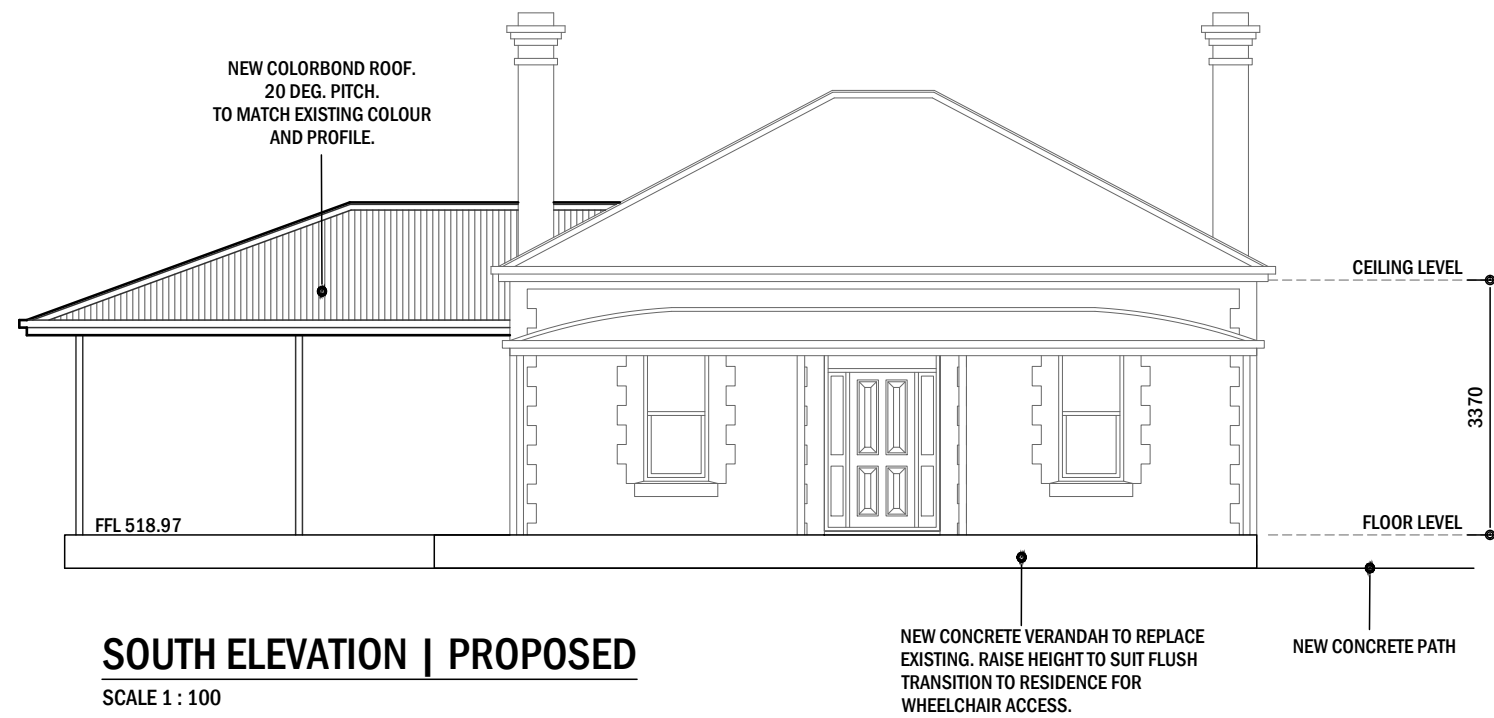 NEW COLORBOND ROOF.
20 DEG. PITCH.
TO MATCH EXISTING COLOUR
AND PROFILE.
CEILING LEVEL
3370
FFL 518.97
FLOOR LEVEL
NEW CONCRETE VERANDAH TO REPLACE
EXISTING. RAISE HEIGHT TO SUIT FLUSH
TRANSITION TO RESIDENCE FOR
WHEELCHAIR ACCESS.
NEW CONCRETE PATH
SOUTH ELEVATION | PROPOSED
SCALE 1 : 100